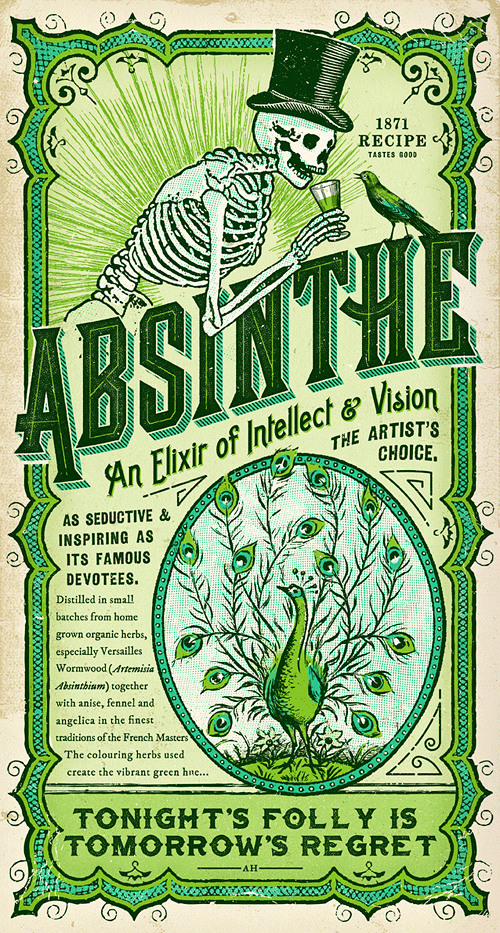 1871
RECIPE
TASTES GOOD
ABSINTHE
An Elixir of Intellect & Vision
THE ARTIST'S
CHOICE.
AS SEDUCTIVE &
INSPIRING AS
ITS FAMOUS
DEVOTEES.
Distilled in small
batches from home
grown organic herbs,
especially Versailles
Wormwood (Artemisia
Absinthium) together
with anise, fennel and
angelica in the finest
traditions of the French Masters
The colouring herbs used
create the vibrant green hue...
TONIGHT'S FOLLY IS
TOMORROW'S REGRET
AH